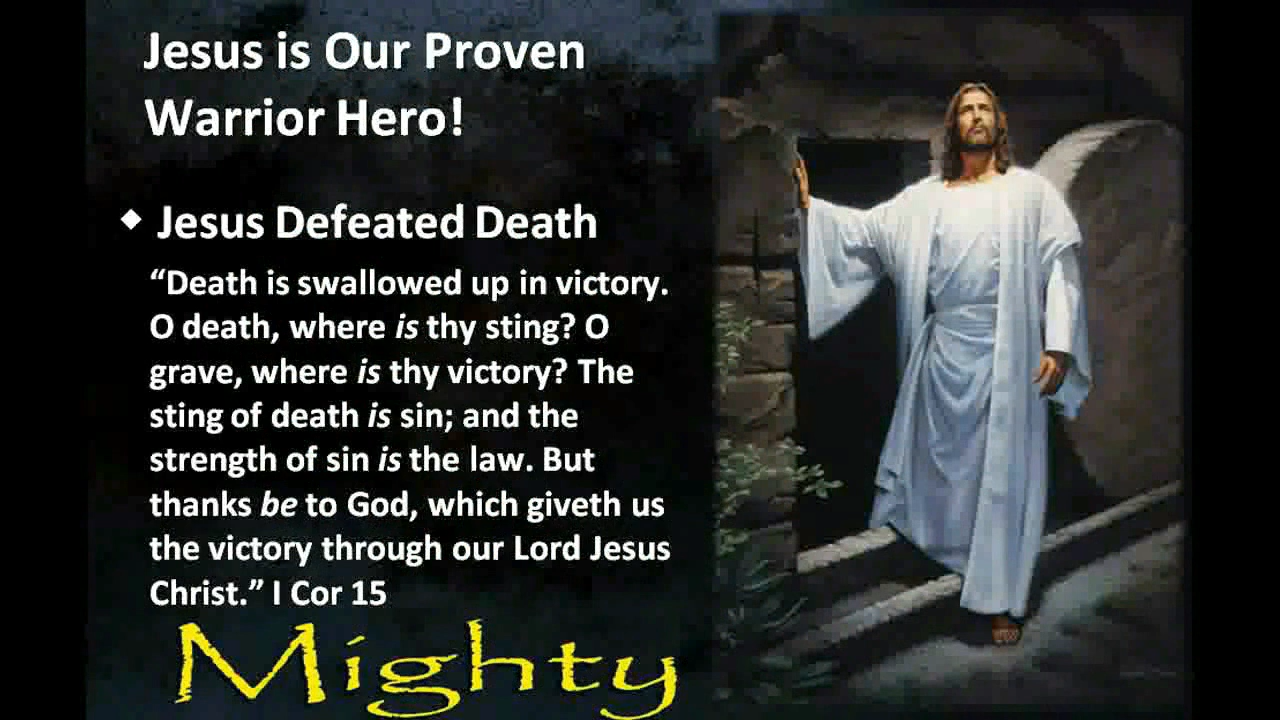 Jesus is Our Proven
Warrior Hero!
◆ Jesus Defeated Death
“Death is swallowed up in victory.
O death, where is thy sting? O
grave, where is thy victory? The
sting of death is sin; and the
strength of sin is the law. But
thanks be to God, which giveth us
the victory through our Lord Jesus
Christ.” I Cor 15
Mighty